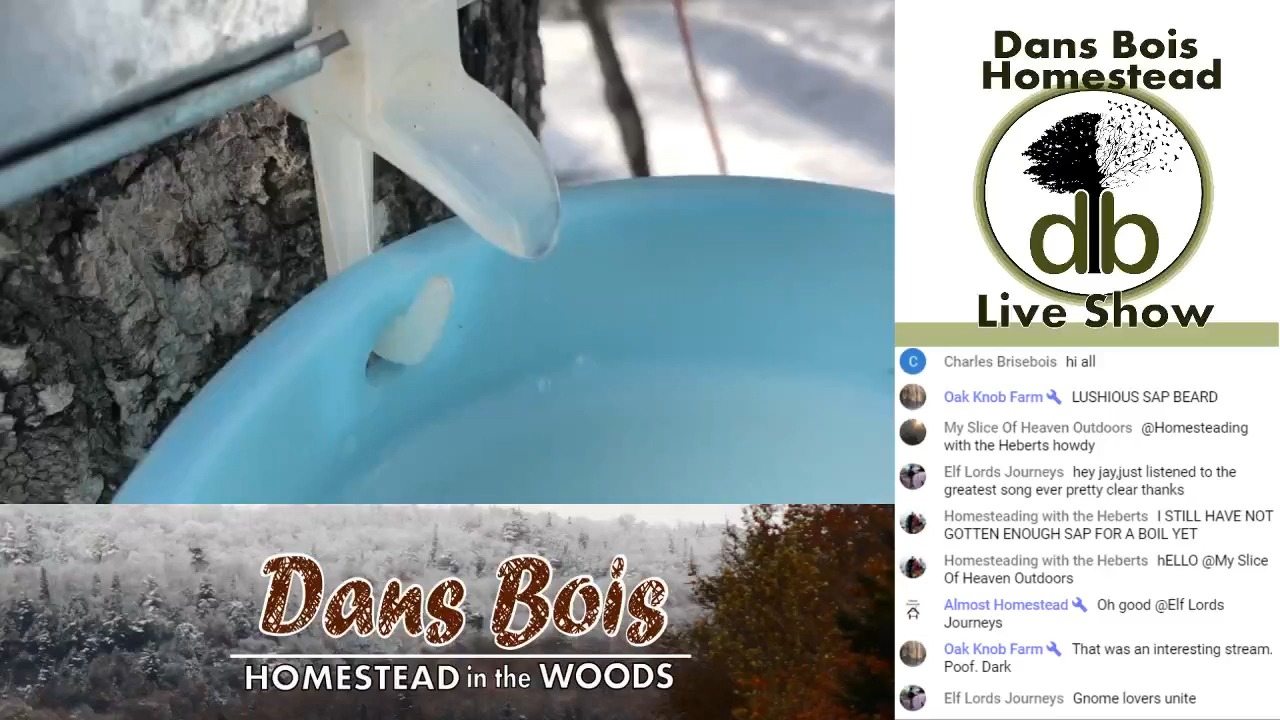 Dans Bois
Homestead
db
Live Show
C Charles Brisebois hi all
Oak Knob Farm LUSHIOUS SAP BEARD
My Slice Of Heaven Outdoors @Homesteading
with the Heberts howdy
Elf Lords Journeys hey jay,just listened to the
greatest song ever pretty clear thanks
Homesteading with the Heberts I STILL HAVE NOT
GOTTEN ENOUGH SAP FOR A BOIL YET
Homesteading with the Heberts hELLO @My Slice
Of Heaven Outdoors
Almost Homestead Oh good @Elf Lords
Journeys
Oak Knob Farm That was an interesting stream.
Poof. Dark
Elf Lords Journeys Gnome lovers unite
Dans Bois
HOMESTEAD in the WOODS